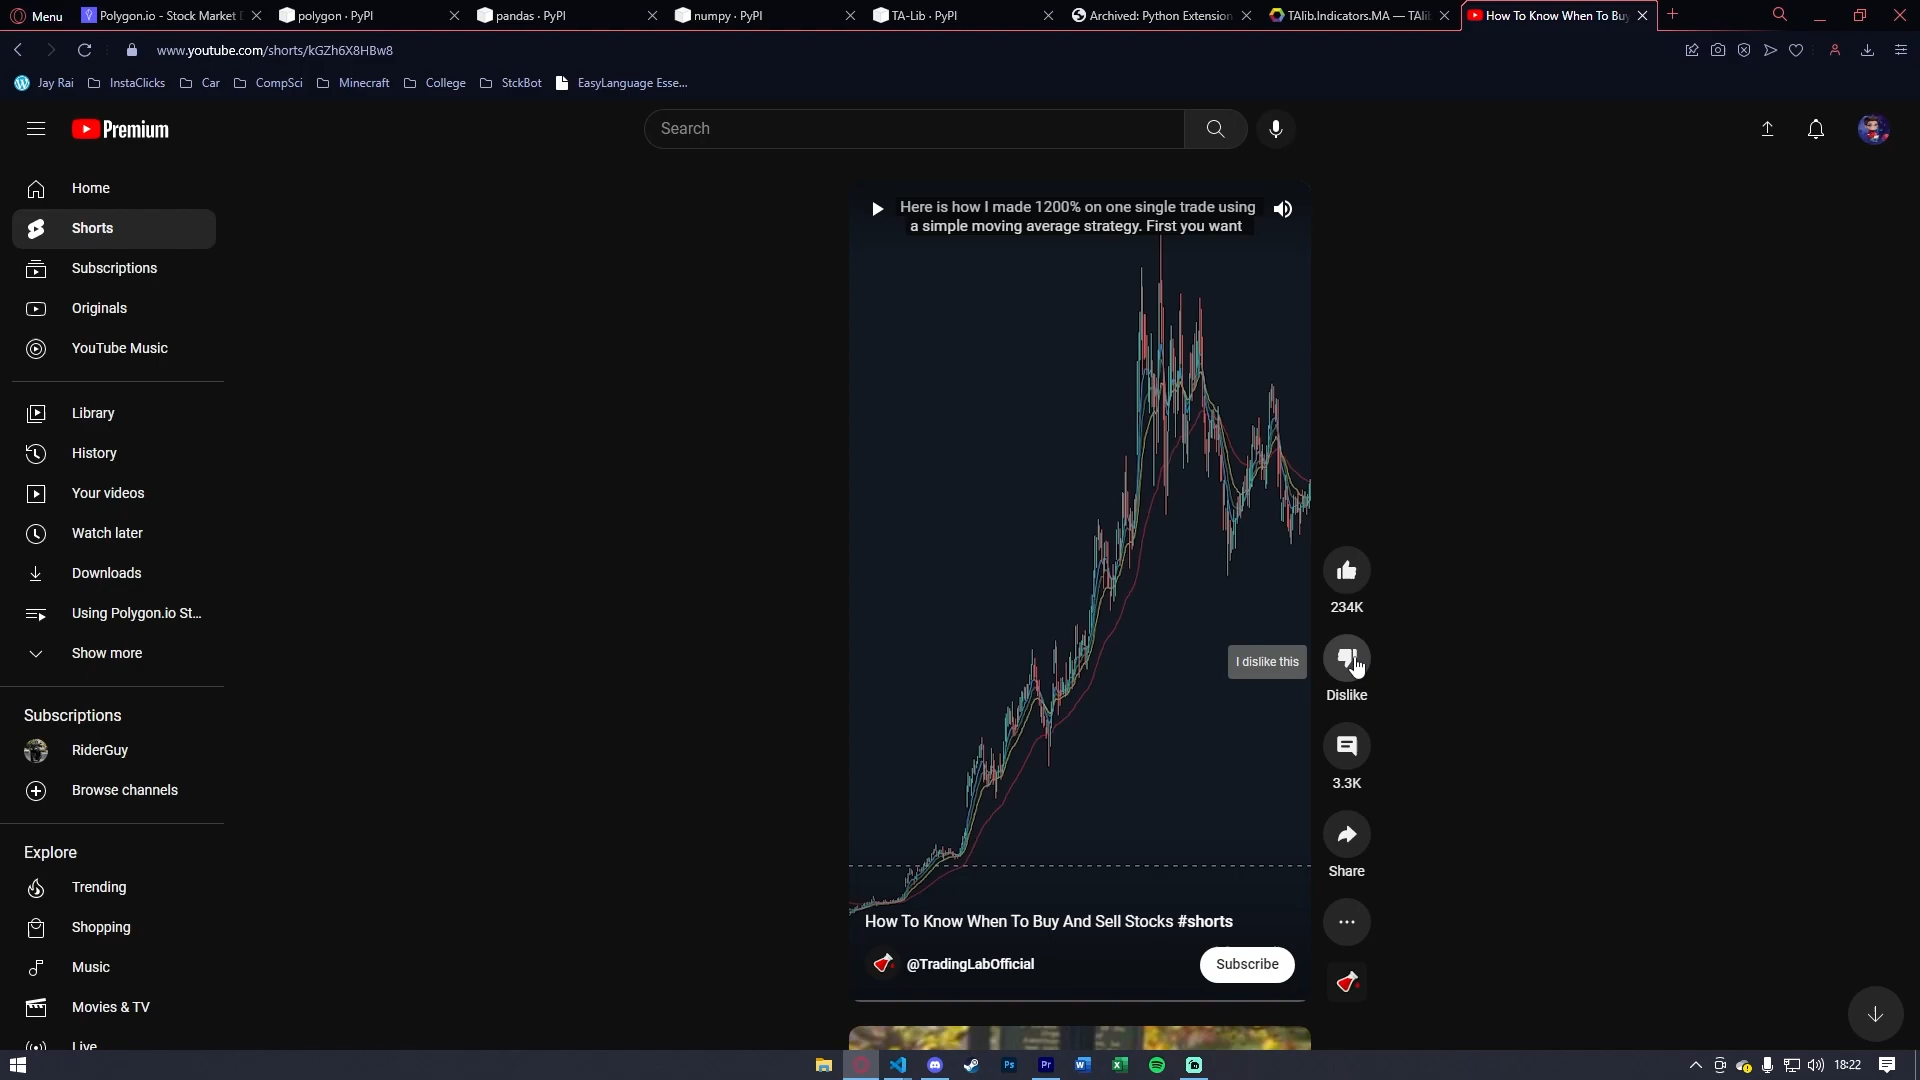 Menu
Polygon.io - Stock Market D
polygon · PyPI
pandas · PyPI
numpy · PyPI
TA-Lib · PyPI
Archived: Python Extension
TAlib.Indicators.MA — TAlib
How To Know When To Buy
www.youtube.com/shorts/kGZh6X8HBw8
Jay Rai
InstaClicks
Car
CompSci
Minecraft
College
StckBot
EasyLanguage Esse...
Premium
Search
Home
Shorts
Subscriptions
Originals
YouTube Music
Library
History
Your videos
Watch later
Downloads
Using Polygon.io St...
Show more
Subscriptions
RiderGuy
Browse channels
Explore
Trending
Shopping
Music
Movies & TV
Live
Here is how I made 1200% on one single trade using
a simple moving average strategy. First you want
234K
I dislike this
Dislike
3.3K
Share
How To Know When To Buy And Sell Stocks #shorts
@TradingLabOfficial
Subscribe
Ps
Pr
18:22